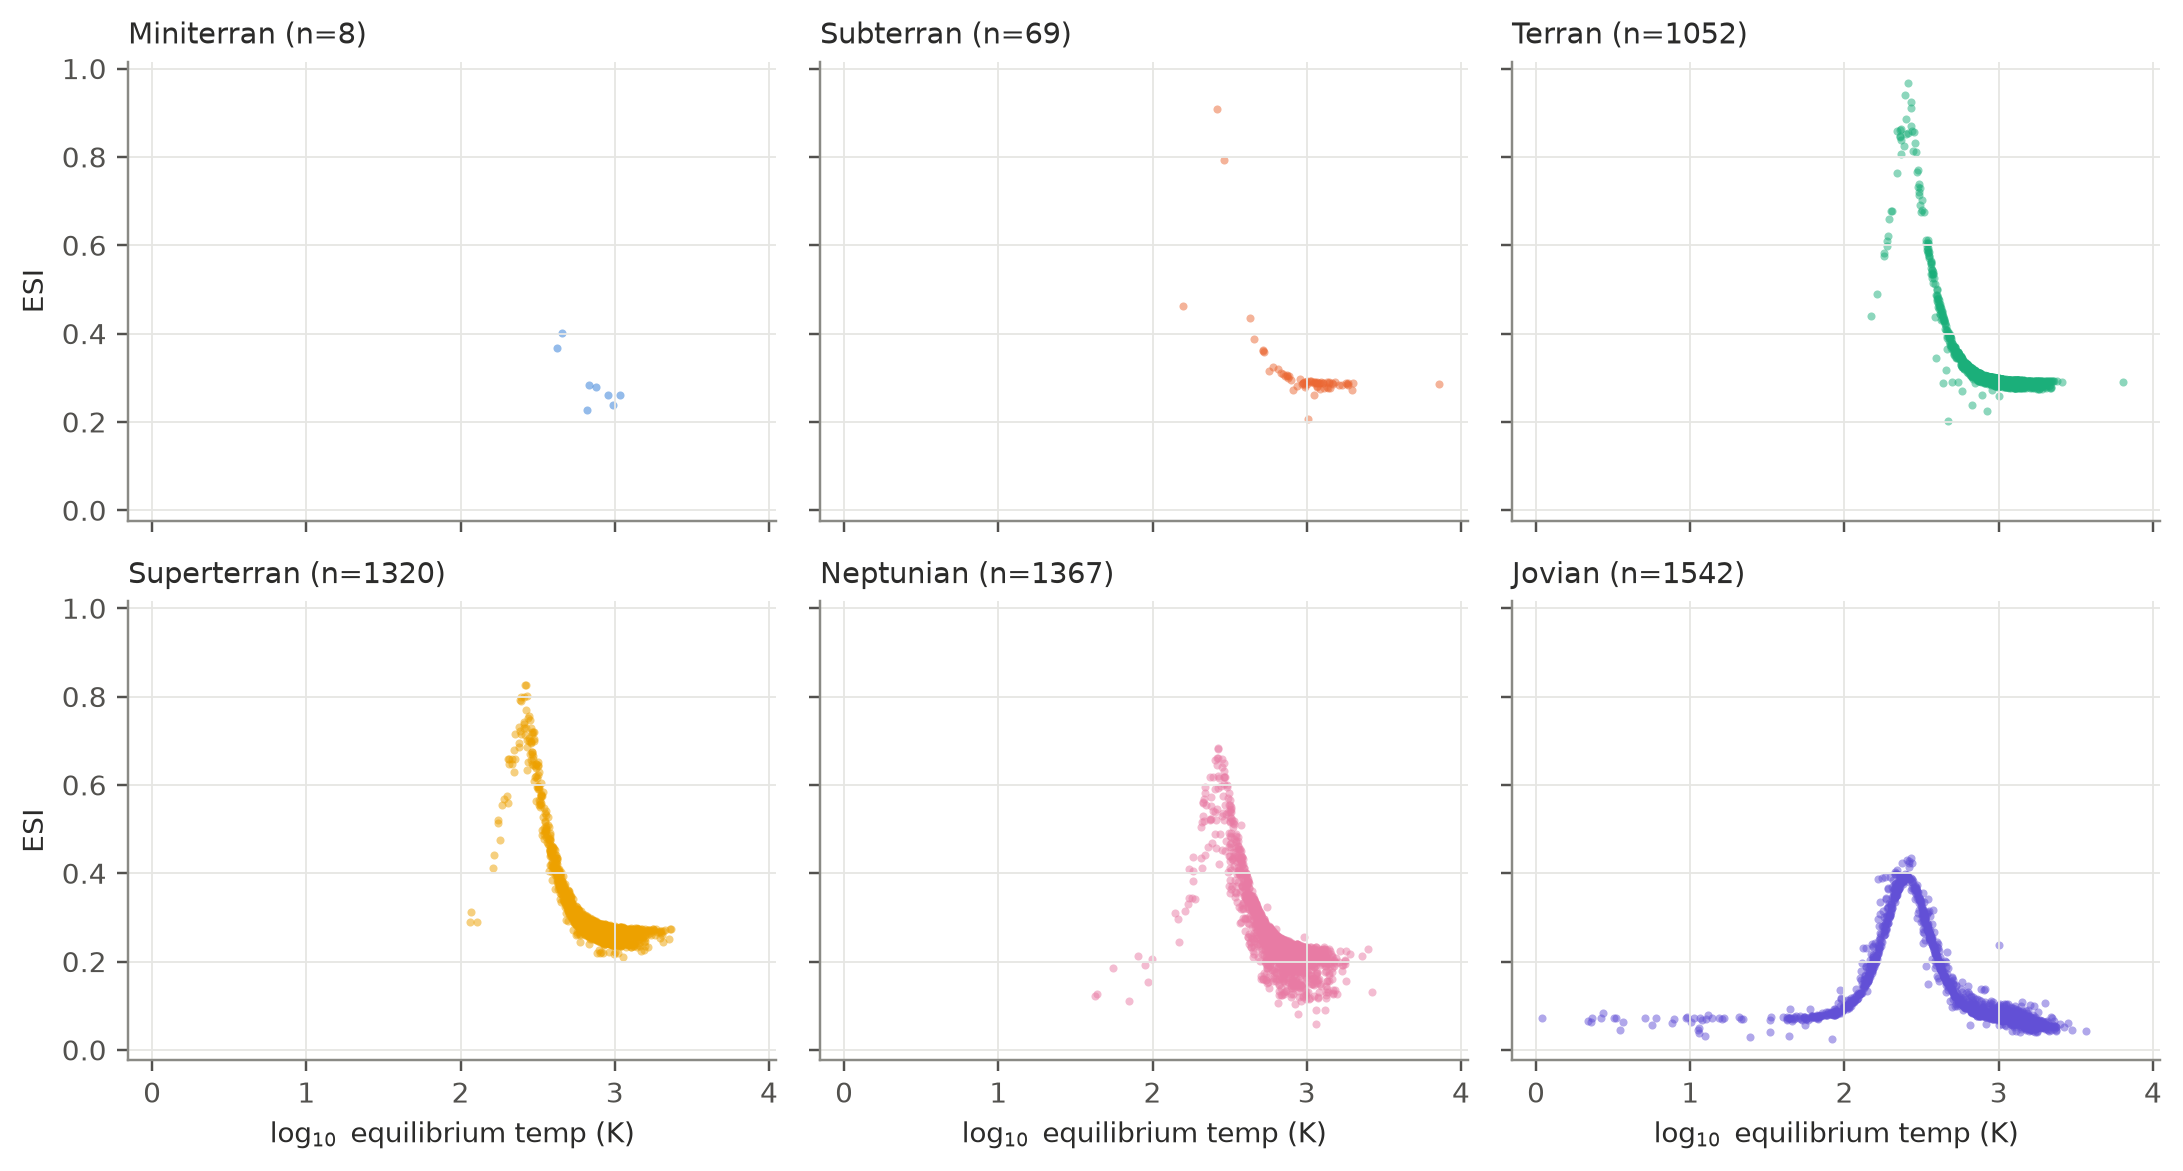 Miniterran (n=8)
Subterran (n=69)
Terran (n=1052)
1.0
0.8
0.6
0.4
0.2
0.0
ESI
Superterran (n=1320)
Neptunian (n=1367)
Jovian (n=1542)
1.0
0.8
0.6
0.4
0.2
0.0
ESI
0 1 2 3 4
0 1 2 3 4
0 1 2 3 4
log₁₀ equilibrium temp (K)
log₁₀ equilibrium temp (K)
log₁₀ equilibrium temp (K)